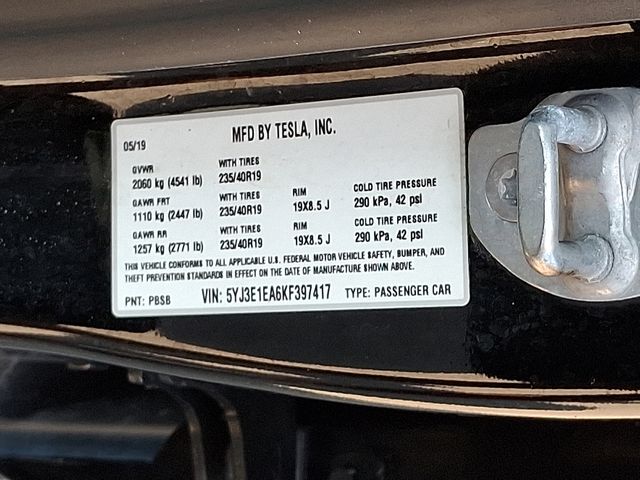 MFD BY TESLA, INC.
05/19
GVWR WITH TIRES
2060 kg (4541 lb) 235/40R19
GAWR FRT WITH TIRES RIM COLD TIRE PRESSURE
1110 kg (2447 lb) 235/40R19 19X8.5 J 290 kPa, 42 psi
GAWR RR WITH TIRES RIM COLD TIRE PRESSURE
1257 kg (2771 lb) 235/40R19 19X8.5 J 290 kPa, 42 psi
THIS VEHICLE CONFORMS TO ALL APPLICABLE U.S. FEDERAL MOTOR VEHICLE SAFETY, BUMPER, AND
THEFT PREVENTION STANDARDS IN EFFECT ON THE DATE OF MANUFACTURE SHOWN ABOVE.
PNT: PBSB VIN: 5YJ3E1EA6KF397417 TYPE: PASSENGER CAR